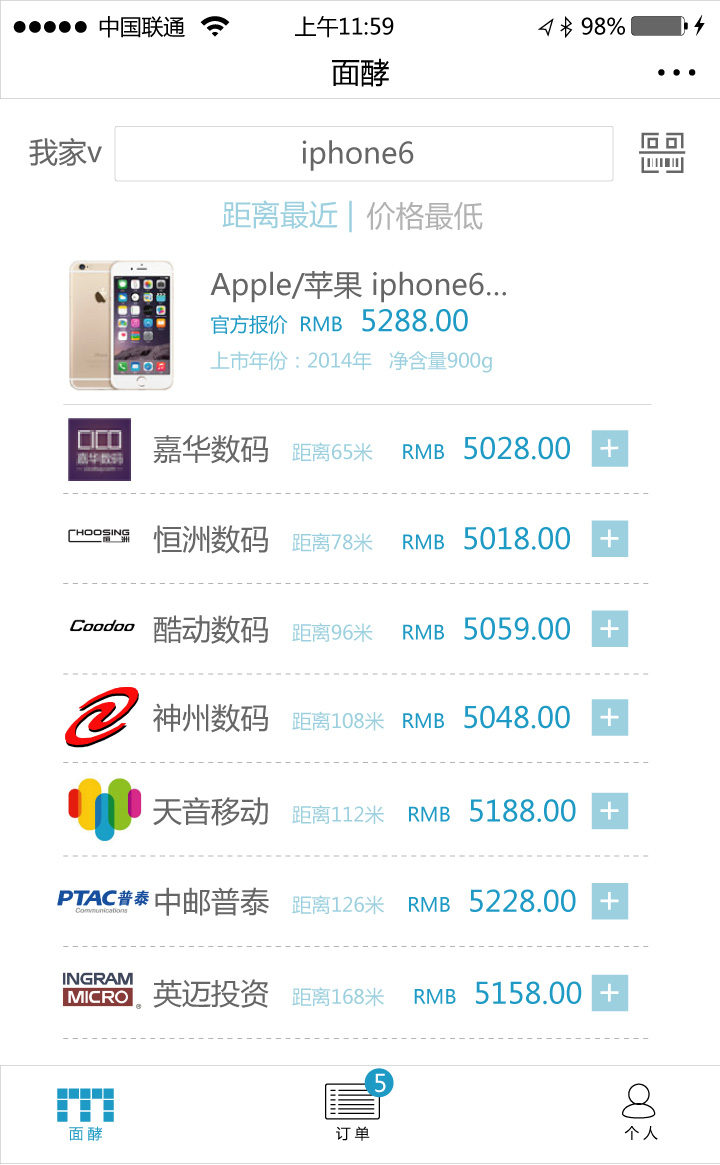 中国联通 上午11:59 98%
面酵
我家v iphone6
距离最近 | 价格最低
Apple/苹果 iphone6...
官方报价 RMB 5288.00
上市年份：2014年 净含量900g
CICO
嘉华数码
嘉华数码 距离65米 RMB 5028.00 +
CHOOSING
恒洲
恒洲数码 距离78米 RMB 5018.00 +
Coodoo 酷动数码 距离96米 RMB 5059.00 +
神州数码 距离108米 RMB 5048.00 +
天音移动 距离112米 RMB 5188.00 +
PTAC普泰
Communications
中邮普泰 距离126米 RMB 5228.00 +
INGRAM
MICRO ®
英迈投资 距离168米 RMB 5158.00 +
5
面酵 订单 个人